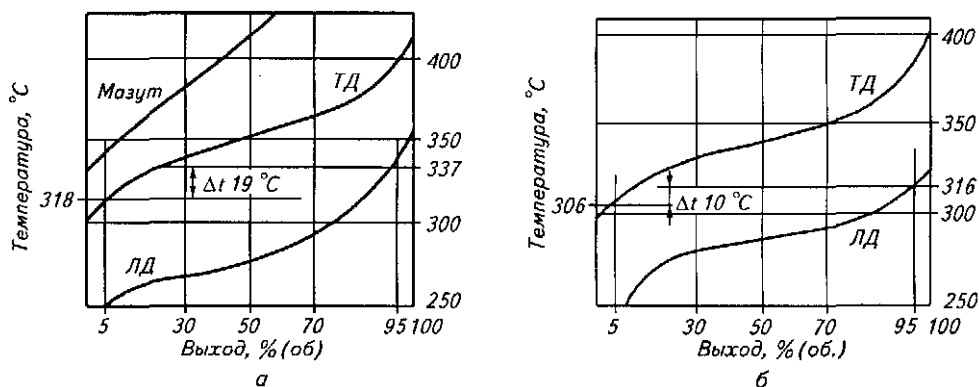 Температура, °С
Мазут
ТД
ЛД
Δt 19 °С
318
400
350
337
300
250
5 30 50 70 95 100
Выход, % (об)
а
Температура, °С
ТД
ЛД
Δt 10 °С
306
400
350
316
300
250
5 30 70 95 100
Выход, % (об.)
б